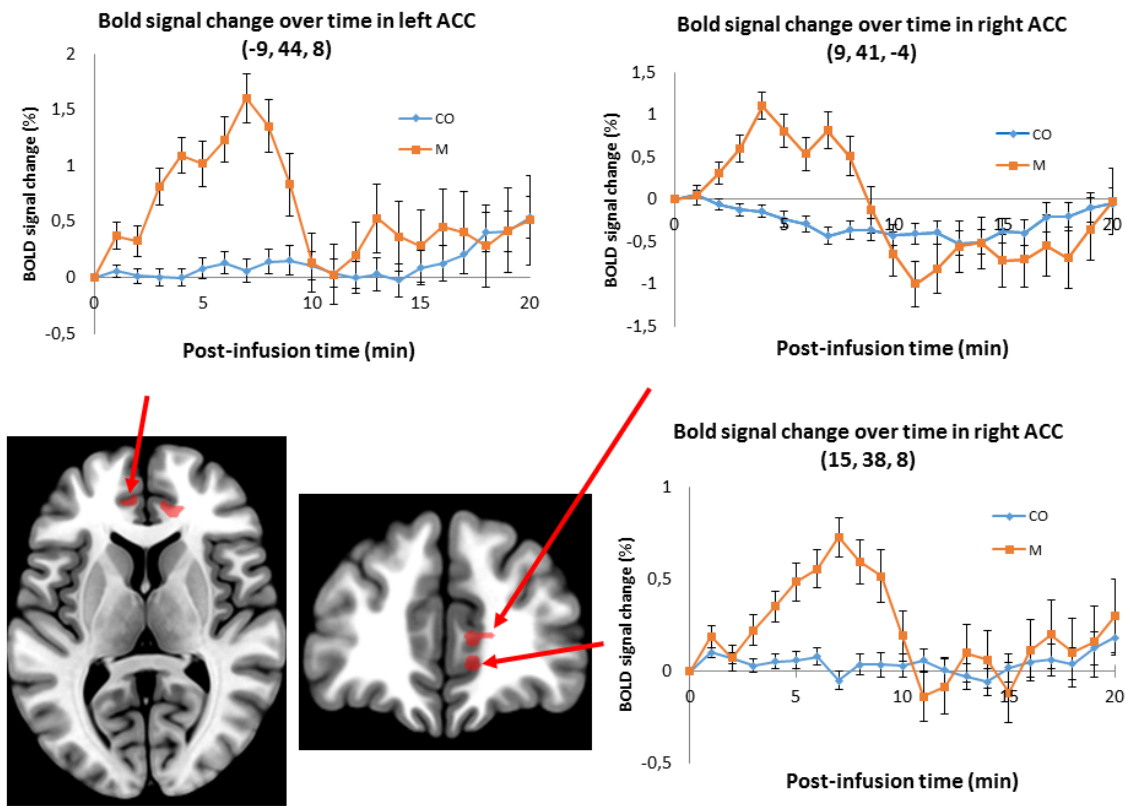 Bold signal change over time in left ACC
(-9, 44, 8)
BOLD signal change (%)
2
1,5
1
0,5
0
-0,5
0
5
10
15
20
CO
M
Post-infusion time (min)
Bold signal change over time in right ACC
(9, 41, -4)
BOLD signal change (%)
1,5
1
0,5
0
-0,5
-1
-1,5
0
5
10
15
20
CO
M
Post-infusion time (min)
Bold signal change over time in right ACC
(15, 38, 8)
BOLD signal change (%)
1
0,5
0
-0,5
0
5
10
15
20
CO
M
Post-infusion time (min)